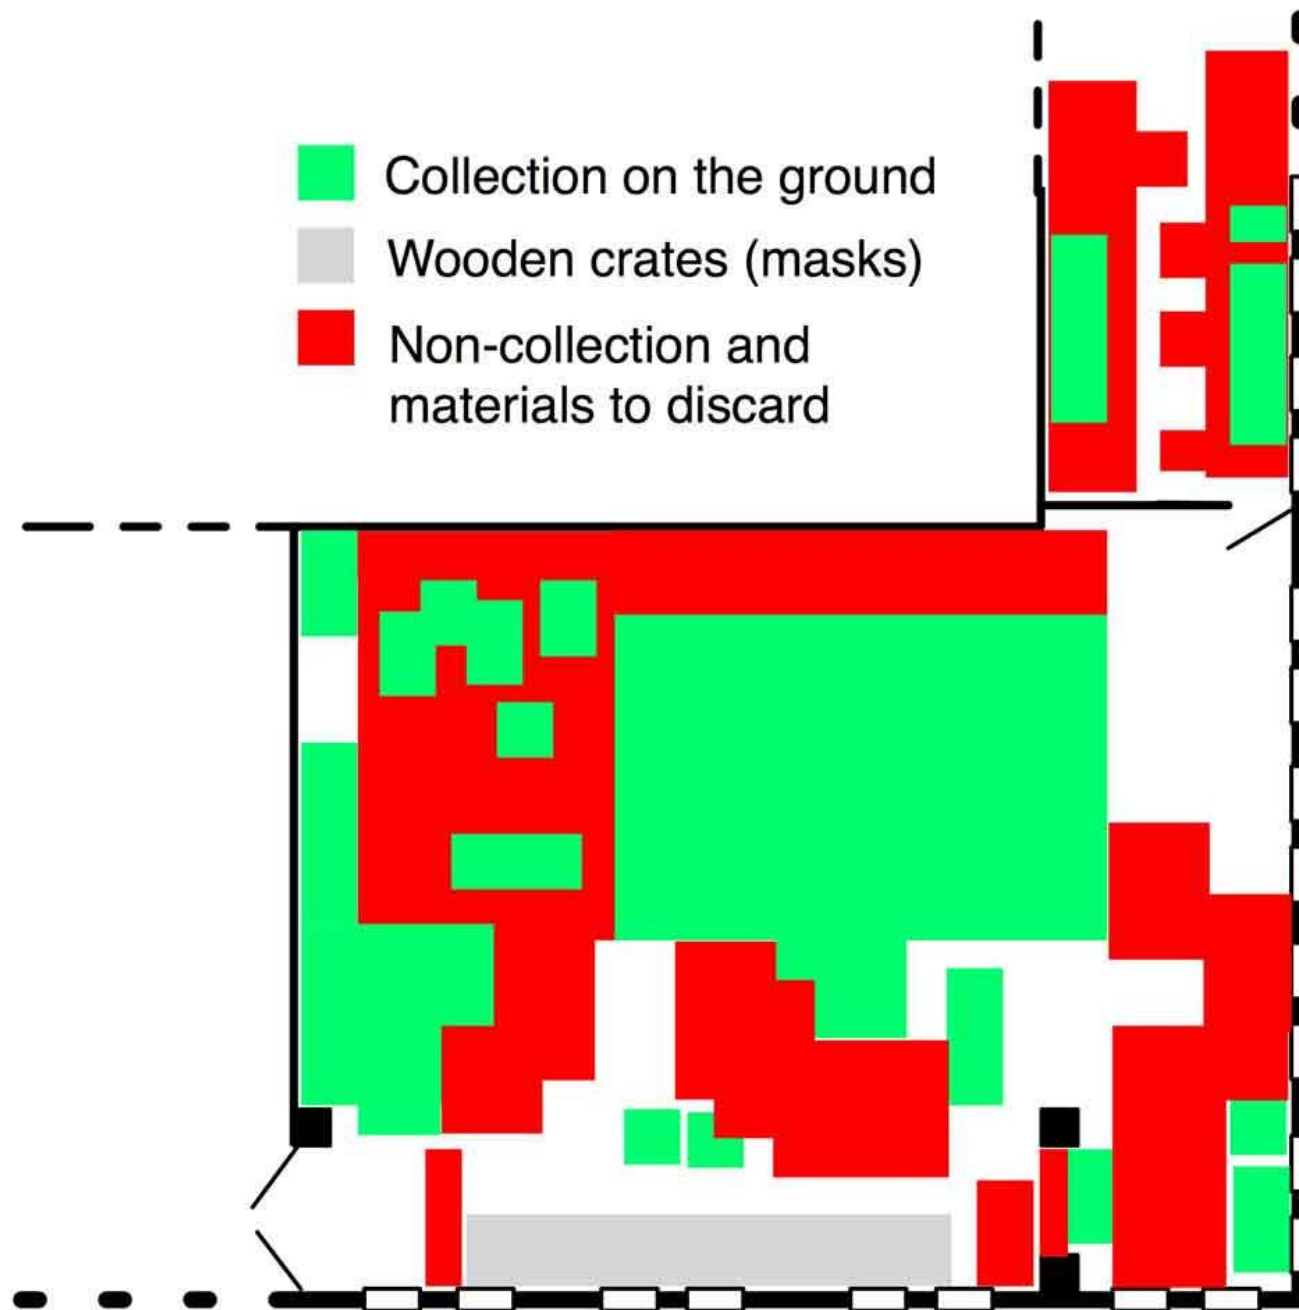 Collection on the ground
Wooden crates (masks)
Non-collection and
materials to discard